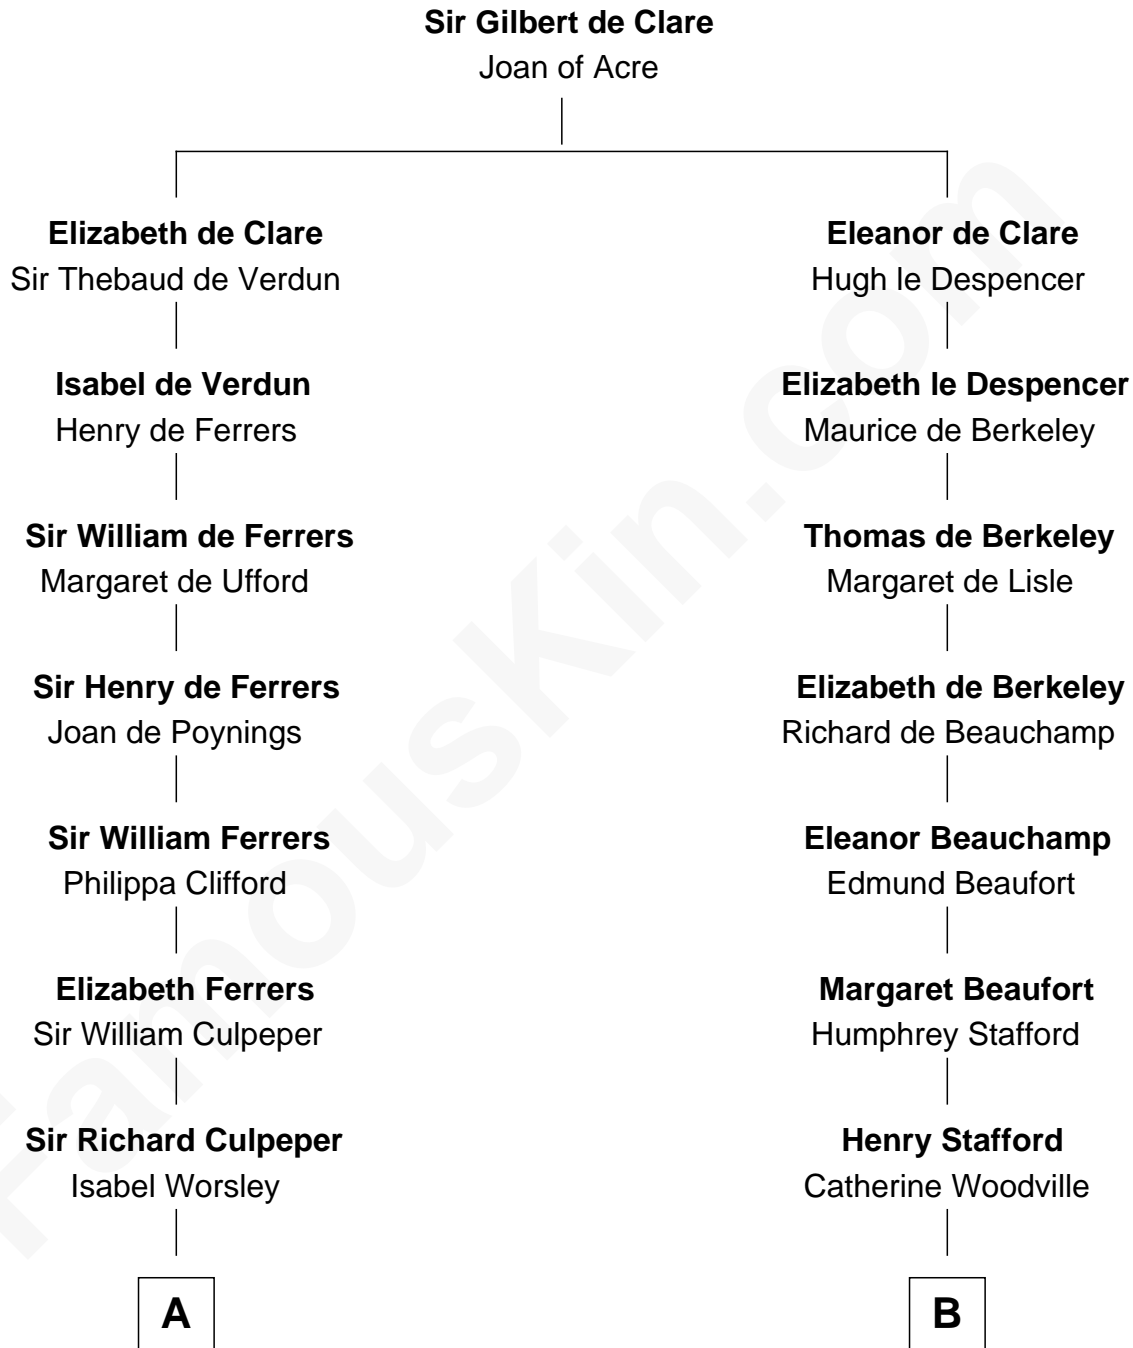 Sir Gilbert de Clare
Joan of Acre
Elizabeth de Clare
Sir Thebaud de Verdun
Eleanor de Clare
Hugh le Despencer
Isabel de Verdun
Henry de Ferrers
Elizabeth le Despencer
Maurice de Berkeley
Sir William de Ferrers
Margaret de Ufford
Thomas de Berkeley
Margaret de Lisle
Sir Henry de Ferrers
Joan de Poynings
Elizabeth de Berkeley
Richard de Beauchamp
Sir William Ferrers
Philippa Clifford
Eleanor Beauchamp
Edmund Beaufort
Elizabeth Ferrers
Sir William Culpeper
Margaret Beaufort
Humphrey Stafford
Sir Richard Culpeper
Isabel Worsley
Henry Stafford
Catherine Woodville
A
B
FamousKin.com